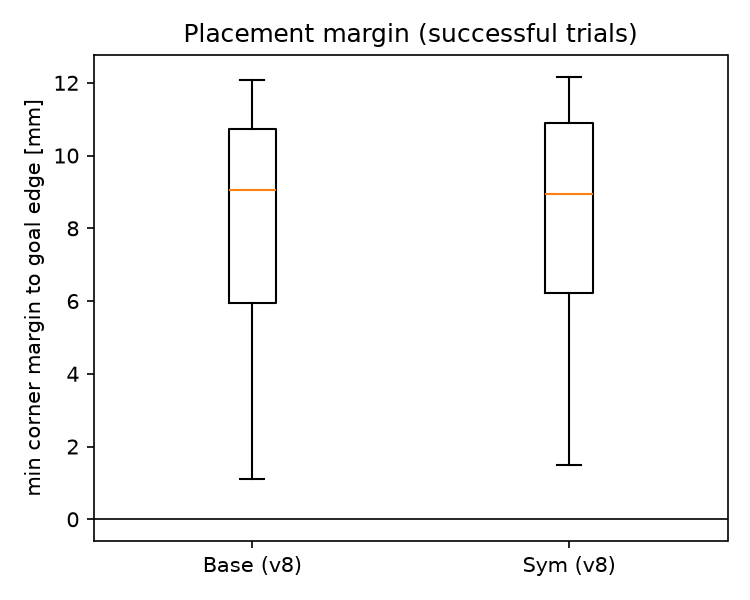 Placement margin (successful trials)
min corner margin to goal edge [mm]
12
10
8
6
4
2
0
Base (v8)
Sym (v8)